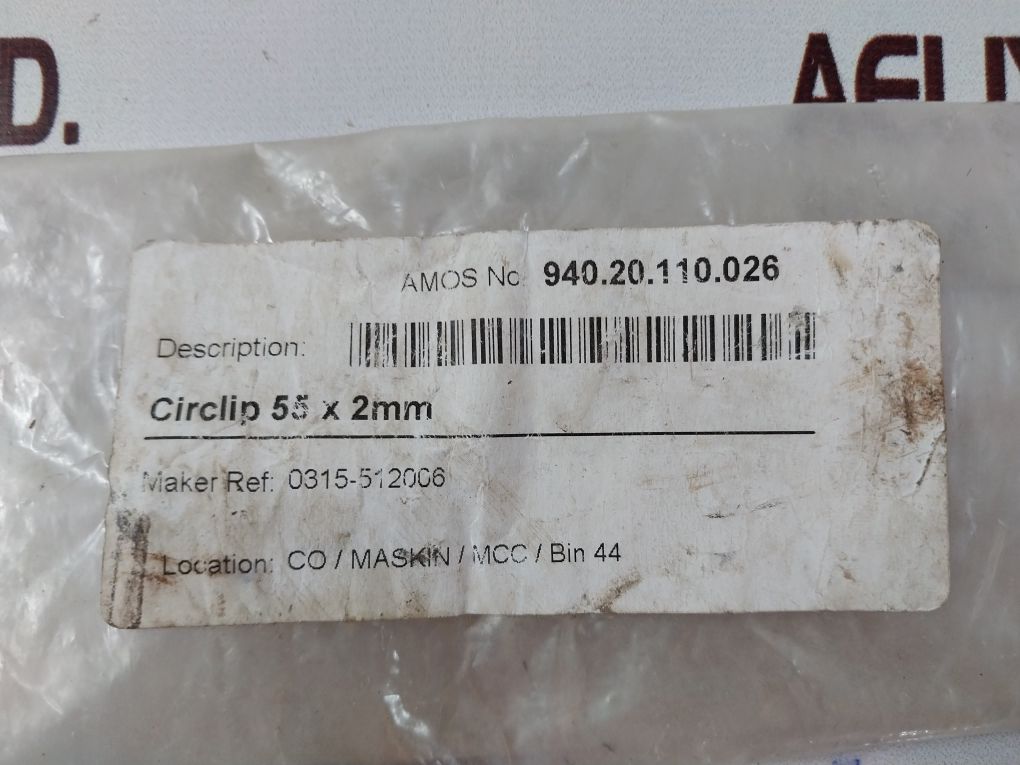 D.
AMOS No 940.20.110.026
Description:
Circlip 55 x 2mm
Maker Ref: 0315-512006
Location: CO / MASKIN / MCC / Bin 44